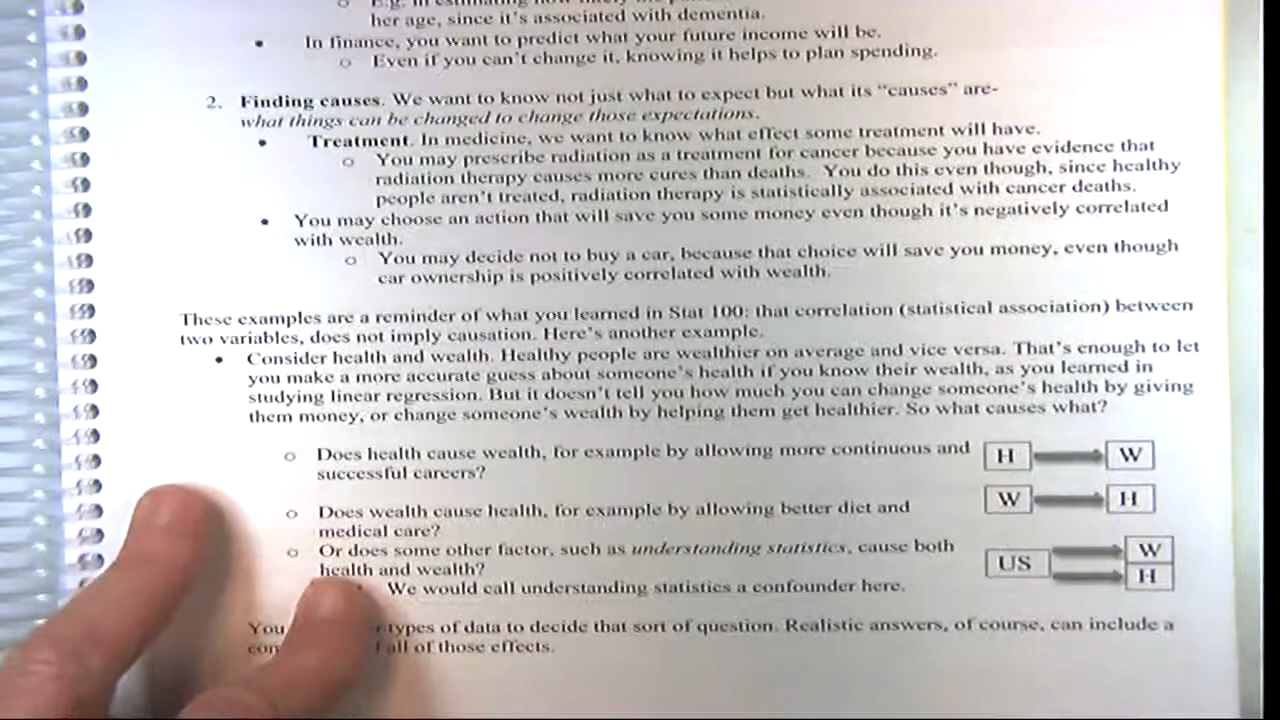 her age, since it's associated with dementia.
• In finance, you want to predict what your future income will be.
o Even if you can't change it, knowing it helps to plan spending.
2. Finding causes. We want to know not just what to expect but what its "causes" are-
what things can be changed to change those expectations.
• Treatment. In medicine, we want to know what effect some treatment will have.
o You may prescribe radiation as a treatment for cancer because you have evidence that
radiation therapy causes more cures than deaths. You do this even though, since healthy
people aren't treated, radiation therapy is statistically associated with cancer deaths.
• You may choose an action that will save you some money even though it's negatively correlated
with wealth.
o You may decide not to buy a car, because that choice will save you money, even though
car ownership is positively correlated with wealth.
These examples are a reminder of what you learned in Stat 100: that correlation (statistical association) between
two variables, does not imply causation. Here's another example.
• Consider health and wealth. Healthy people are wealthier on average and vice versa. That's enough to let
you make a more accurate guess about someone's health if you know their wealth, as you learned in
studying linear regression. But it doesn't tell you how much you can change someone's health by giving
them money, or change someone's wealth by helping them get healthier. So what causes what?
o Does health cause wealth, for example by allowing more continuous and
successful careers?
H W
o Does wealth cause health, for example by allowing better diet and
medical care?
W H
o Or does some other factor, such as understanding statistics, cause both
health and wealth?
US W
H
We would call understanding statistics a confounder here.
You types of data to decide that sort of question. Realistic answers, of course, can include a
all of those effects.